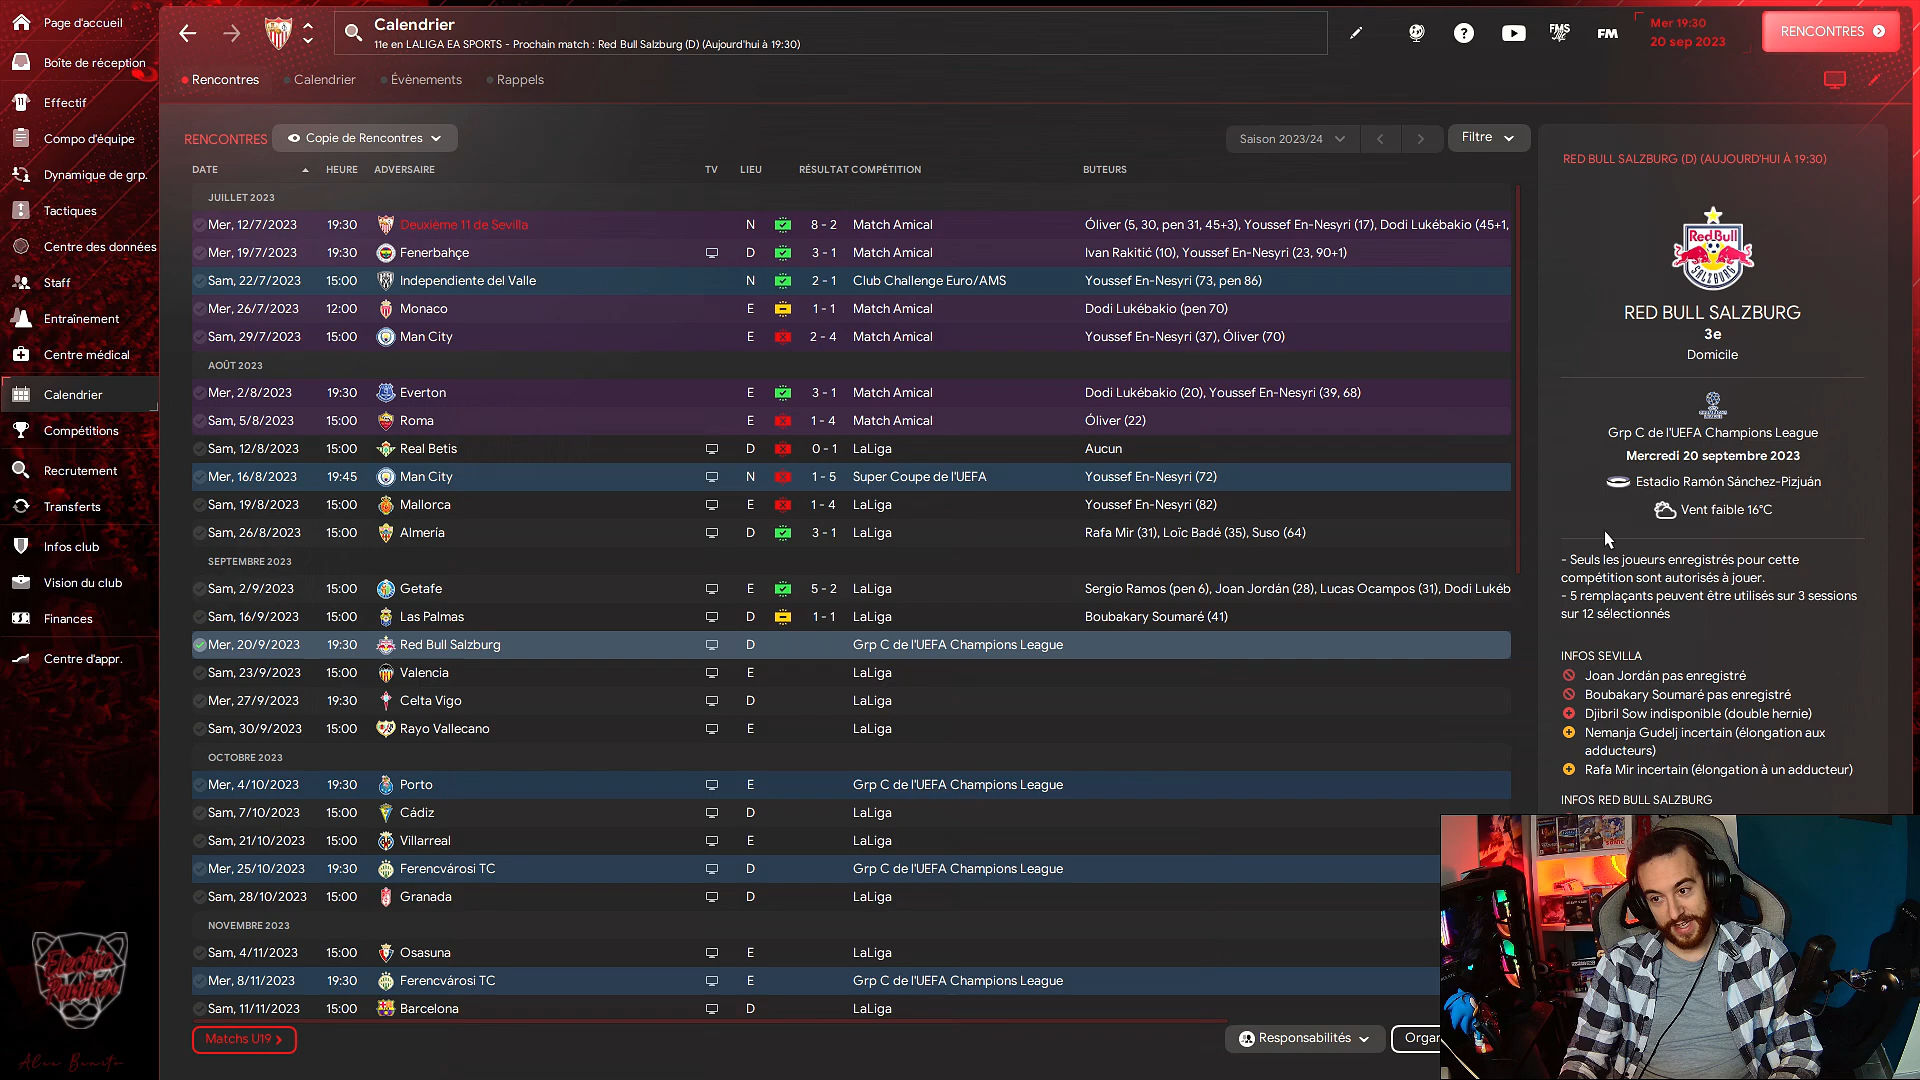 Page d'accueil
Boîte de réception
Effectif
Compo d'équipe
Dynamique de grp.
Tactiques
Centre des données
Staff
Entraînement
Centre médical
Calendrier
Compétitions
Recrutement
Transferts
Infos club
Vision du club
Finances
Centre d'appr.
Calendrier
11e en LALIGA EA SPORTS - Prochain match : Red Bull Salzburg (D) (Aujourd'hui à 19:30)
FMS
FM
Mer 19:30
20 sep 2023
RENCONTRES
Rencontres Calendrier Évènements Rappels
RENCONTRES Copie de Rencontres Saison 2023/24 Filtre
DATE HEURE ADVERSAIRE TV LIEU RÉSULTAT COMPÉTITION BUTEURS
JUILLET 2023
Mer, 12/7/2023 19:30 Deuxième 11 de Sevilla N 8 - 2 Match Amical Óliver (5, 30, pen 31, 45+3), Youssef En-Nesyri (17), Dodi Lukébakio (45+1,
Mer, 19/7/2023 19:30 Fenerbahçe D 3 - 1 Match Amical Ivan Rakitić (10), Youssef En-Nesyri (23, 90+1)
Sam, 22/7/2023 15:00 Independiente del Valle N 2 - 1 Club Challenge Euro/AMS Youssef En-Nesyri (73, pen 86)
Mer, 26/7/2023 12:00 Monaco E 1 - 1 Match Amical Dodi Lukébakio (pen 70)
Sam, 29/7/2023 15:00 Man City E 2 - 4 Match Amical Youssef En-Nesyri (37), Óliver (70)
AOÛT 2023
Mer, 2/8/2023 19:30 Everton E 3 - 1 Match Amical Dodi Lukébakio (20), Youssef En-Nesyri (39, 68)
Sam, 5/8/2023 15:00 Roma E 1 - 4 Match Amical Óliver (22)
Sam, 12/8/2023 15:00 Real Betis D 0 - 1 LaLiga Aucun
Mer, 16/8/2023 19:45 Man City N 1 - 5 Super Coupe de l'UEFA Youssef En-Nesyri (72)
Sam, 19/8/2023 15:00 Mallorca E 1 - 4 LaLiga Youssef En-Nesyri (82)
Sam, 26/8/2023 15:00 Almería D 3 - 1 LaLiga Rafa Mir (31), Loïc Badé (35), Suso (64)
SEPTEMBRE 2023
Sam, 2/9/2023 15:00 Getafe E 5 - 2 LaLiga Sergio Ramos (pen 6), Joan Jordán (28), Lucas Ocampos (31), Dodi Lukéb
Sam, 16/9/2023 15:00 Las Palmas D 1 - 1 LaLiga Boubakary Soumaré (41)
Mer, 20/9/2023 19:30 Red Bull Salzburg D Grp C de l'UEFA Champions League
Sam, 23/9/2023 15:00 Valencia E LaLiga
Mer, 27/9/2023 19:30 Celta Vigo D LaLiga
Sam, 30/9/2023 15:00 Rayo Vallecano E LaLiga
OCTOBRE 2023
Mer, 4/10/2023 19:30 Porto E Grp C de l'UEFA Champions League
Sam, 7/10/2023 15:00 Cádiz D LaLiga
Sam, 21/10/2023 15:00 Villarreal E LaLiga
Mer, 25/10/2023 19:30 Ferencvárosi TC D Grp C de l'UEFA Champions League
Sam, 28/10/2023 15:00 Granada D LaLiga
NOVEMBRE 2023
Sam, 4/11/2023 15:00 Osasuna E LaLiga
Mer, 8/11/2023 19:30 Ferencvárosi TC E Grp C de l'UEFA Champions League
Sam, 11/11/2023 15:00 Barcelona D LaLiga
Matchs U19
Responsabilités
Organ
RED BULL SALZBURG (D) (AUJOURD'HUI À 19:30)
Red Bull
SALZBURG
RED BULL SALZBURG
3e
Domicile
Grp C de l'UEFA Champions League
Mercredi 20 septembre 2023
Estadio Ramón Sánchez-Pizjuán
Vent faible 16°C
- Seuls les joueurs enregistrés pour cette
compétition sont autorisés à jouer.
- 5 remplaçants peuvent être utilisés sur 3 sessions
sur 12 sélectionnés
INFOS SEVILLA
Joan Jordán pas enregistré
Boubakary Soumaré pas enregistré
Djibril Sow indisponible (double hernie)
Nemanja Gudelj incertain (élongation aux
adducteurs)
Rafa Mir incertain (élongation à un adducteur)
INFOS RED BULL SALZBURG